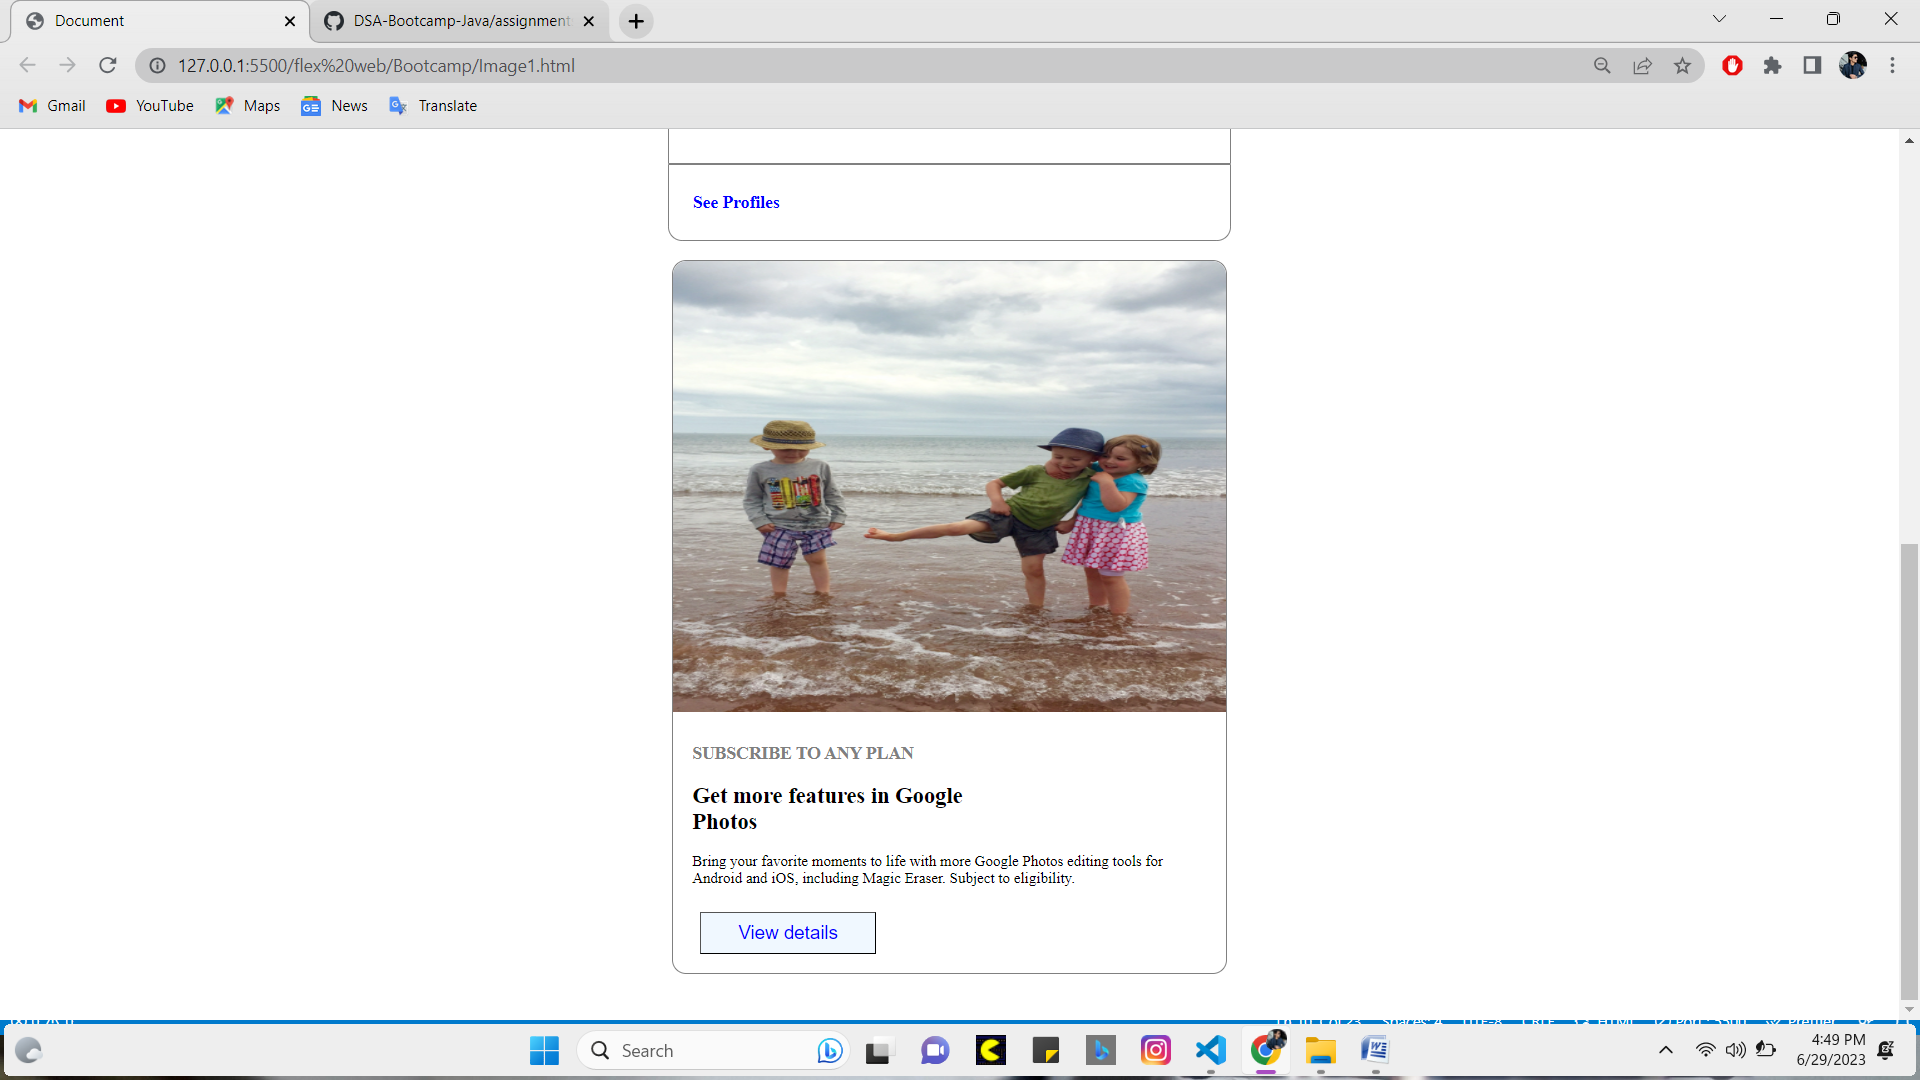 Document
DSA-Bootcamp-Java/assignment
127.0.0.1:5500/flex%20web/Bootcamp/Image1.html
Gmail
YouTube
Maps
News
Translate
See Profiles
SUBSCRIBE TO ANY PLAN
Get more features in Google
Photos
Bring your favorite moments to life with more Google Photos editing tools for
Android and iOS, including Magic Eraser. Subject to eligibility.
View details
Search
4:49 PM
6/29/2023